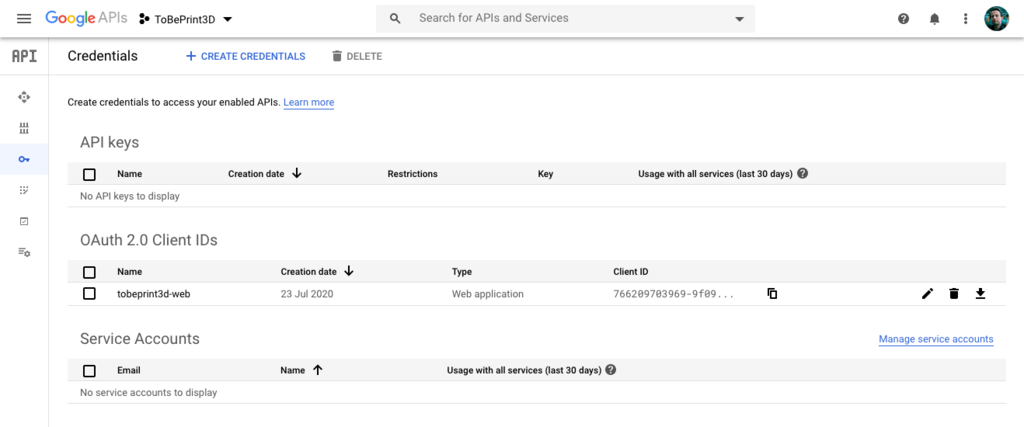 Google APIs ToBePrint3D Search for APIs and Services
API Credentials + CREATE CREDENTIALS DELETE
Create credentials to access your enabled APIs. Learn more
API keys
Name Creation date Restrictions Key Usage with all services (last 30 days)
No API keys to display
OAuth 2.0 Client IDs
Name Creation date Type Client ID
tobeprint3d-web 23 Jul 2020 Web application 766209703969-9f09...
Service Accounts Manage service accounts
Email Name Usage with all services (last 30 days)
No service accounts to display